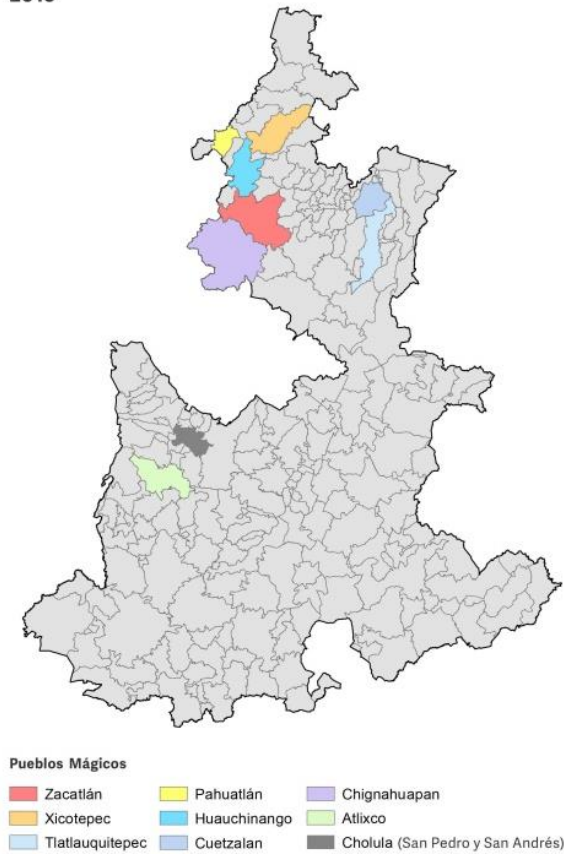 Pueblos Mágicos
Zacatlán
Pahuatlán
Chignahuapan
Xicotepec
Huauchinango
Atlixco
Tlatlauquitepec
Cuetzalan
Cholula (San Pedro y San Andrés)